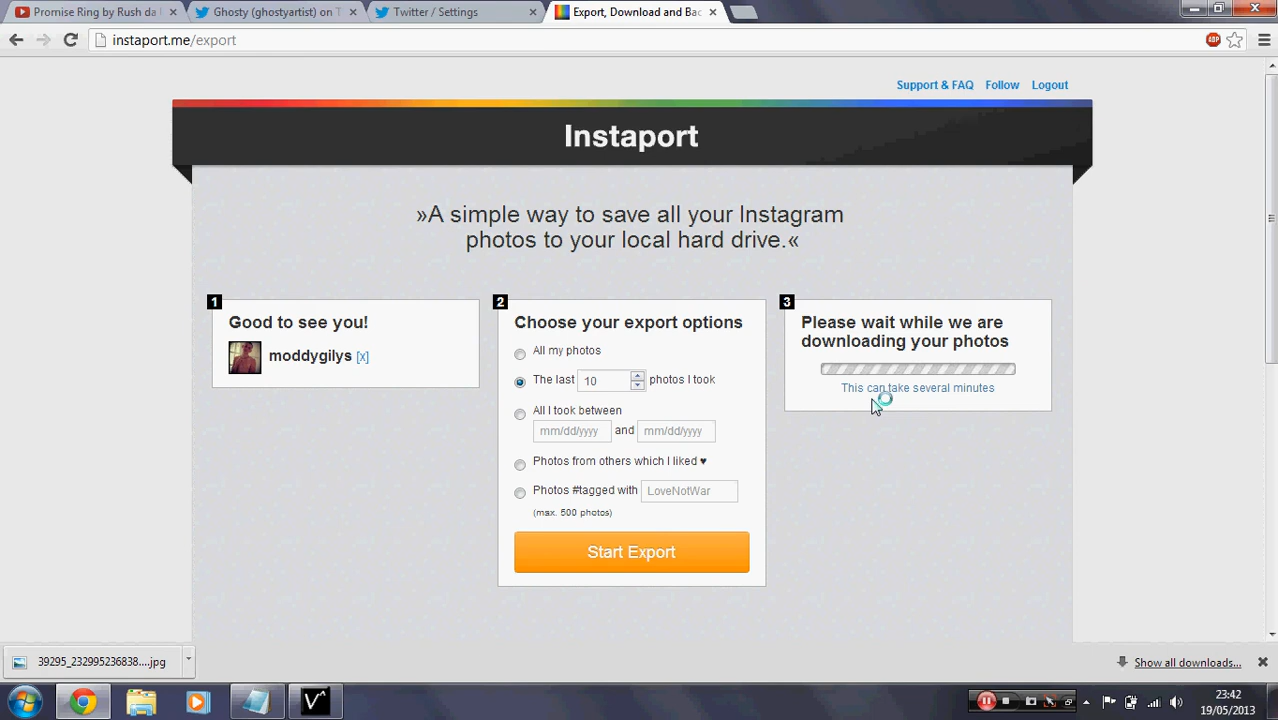 Promise Ring by Rush da
Ghosty (ghostyartist) on T
Twitter / Settings
Export, Download and Bac
instaport.me/export
ABP
Support & FAQ Follow Logout
Instaport
»A simple way to save all your Instagram
photos to your local hard drive.«
1
Good to see you!
moddygilys [x]
2
Choose your export options
All my photos
The last 10 photos I took
All I took between
mm/dd/yyyy and mm/dd/yyyy
Photos from others which I liked ♥
Photos #tagged with LoveNotWar
(max. 500 photos)
Start Export
3
Please wait while we are
downloading your photos
This can take several minutes
39295_232995236838....jpg
Show all downloads...
23:42
19/05/2013